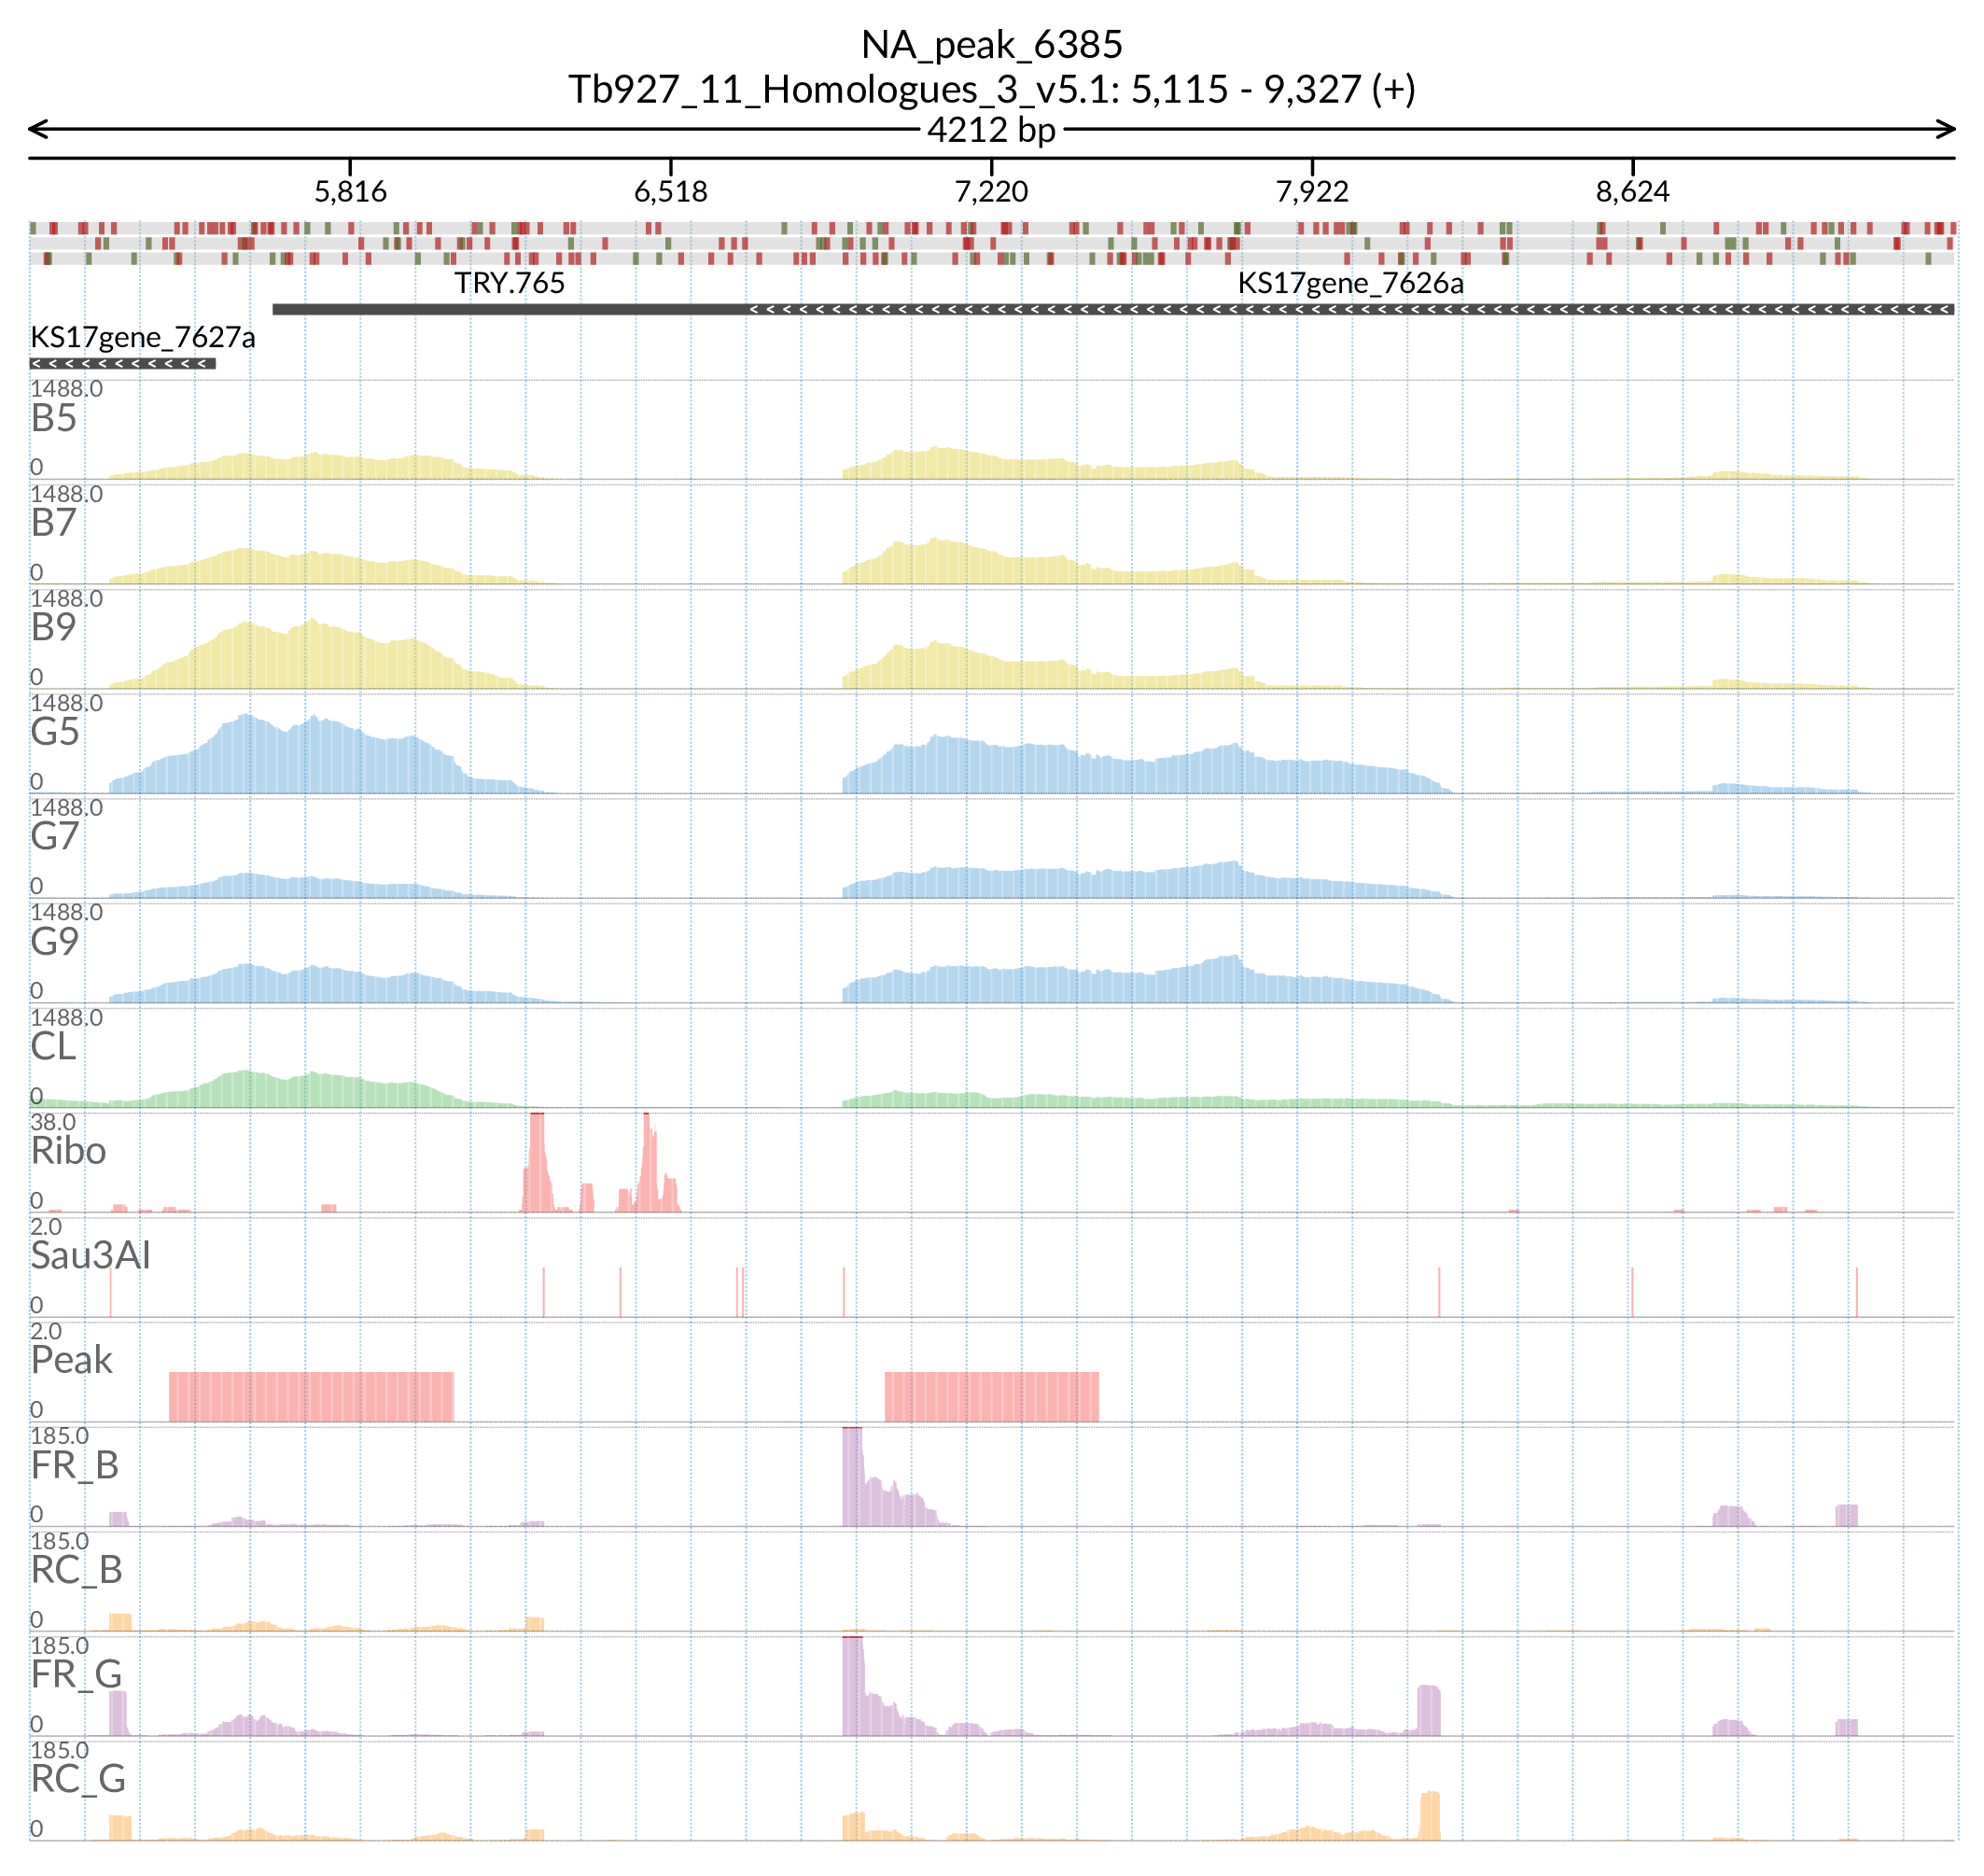 NA_peak_6385
Tb927_11_Homologues_3_v5.1: 5,115 - 9,327 (+)
4212 bp
5,816 6,518 7,220 7,922 8,624
TRY.765 KS17gene_7626a
KS17gene_7627a
1488.0
B5
0
1488.0
B7
0
1488.0
B9
0
1488.0
G5
0
1488.0
G7
0
1488.0
G9
0
1488.0
CL
0
38.0
Ribo
0
2.0
Sau3AI
0
2.0
Peak
0
185.0
FR_B
0
185.0
RC_B
0
185.0
FR_G
0
185.0
RC_G
0